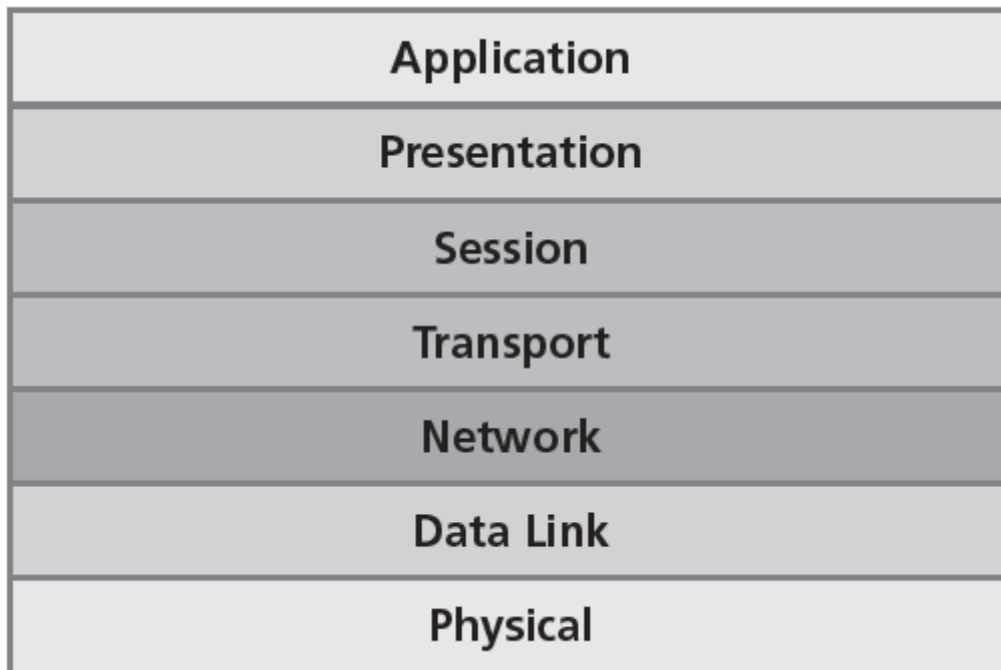 Application
Presentation
Session
Transport
Network
Data Link
Physical